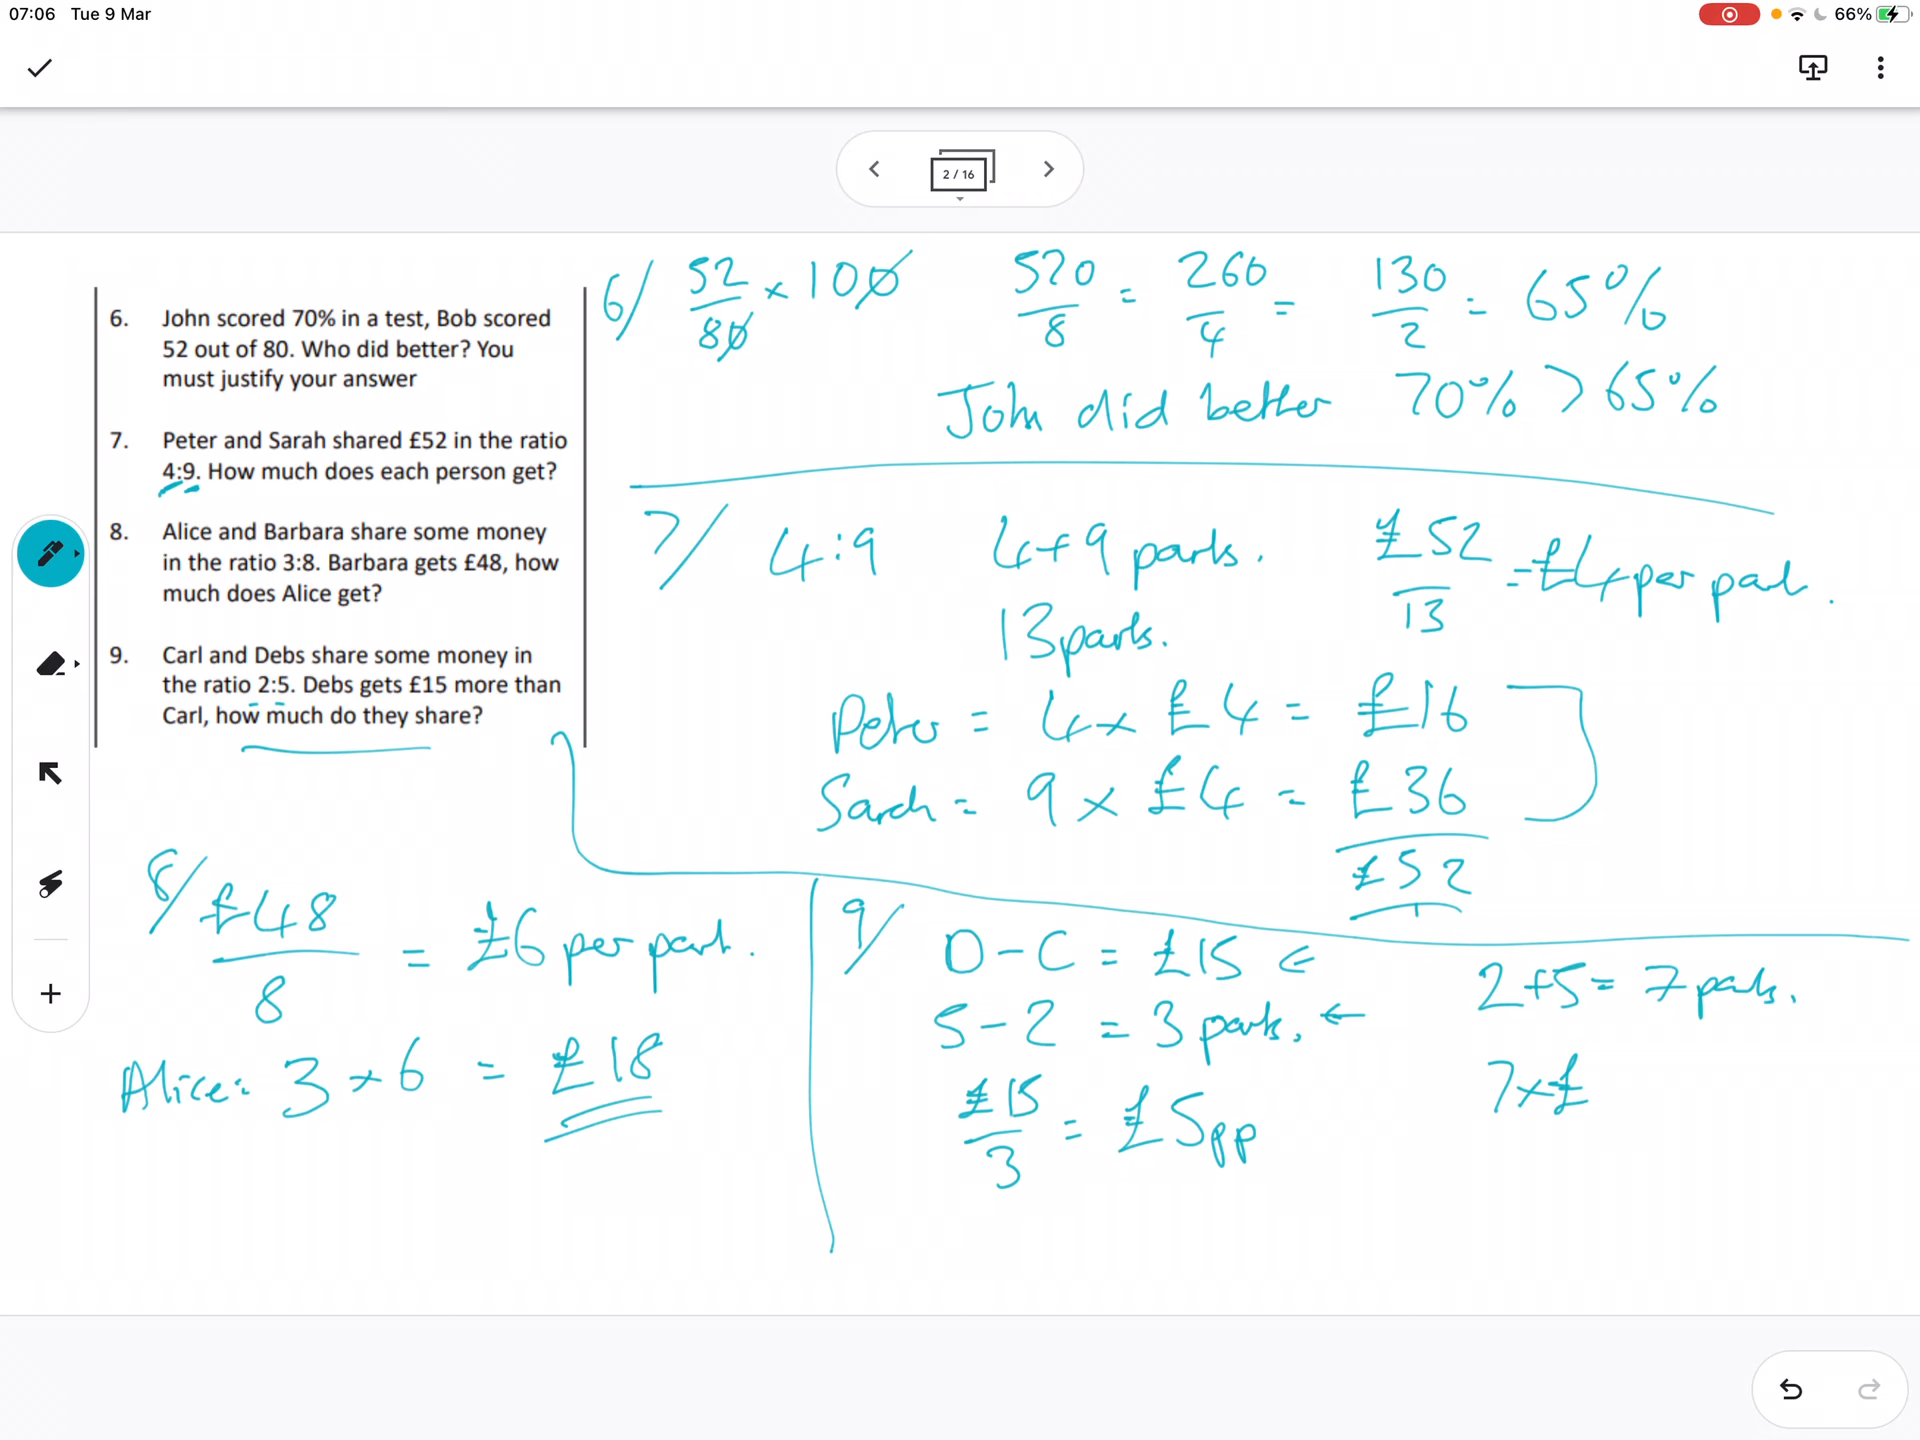 07:06 Tue 9 Mar
66%
2 / 16
6. John scored 70% in a test, Bob scored
52 out of 80. Who did better? You
must justify your answer
7. Peter and Sarah shared £52 in the ratio
4:9. How much does each person get?
8. Alice and Barbara share some money
in the ratio 3:8. Barbara gets £48, how
much does Alice get?
9. Carl and Debs share some money in
the ratio 2:5. Debs gets £15 more than
Carl, how much do they share?
6/ 52/80 × 100 520/8 = 260/4 = 130/2 = 65%
John did better 70% > 65%
7/ 4:9 4+9 parts. £52/13 = £4 per part.
13 parts.
Peter = 4 × £4 = £16
Sarah = 9 × £4 = £36
£52
8/ £48/8 = £6 per part.
Alice: 3 × 6 = £18
9/ D - C = £15 ←
5 - 2 = 3 parts. ←
£15/3 = £5pp
2+5 = 7 parts.
7×£